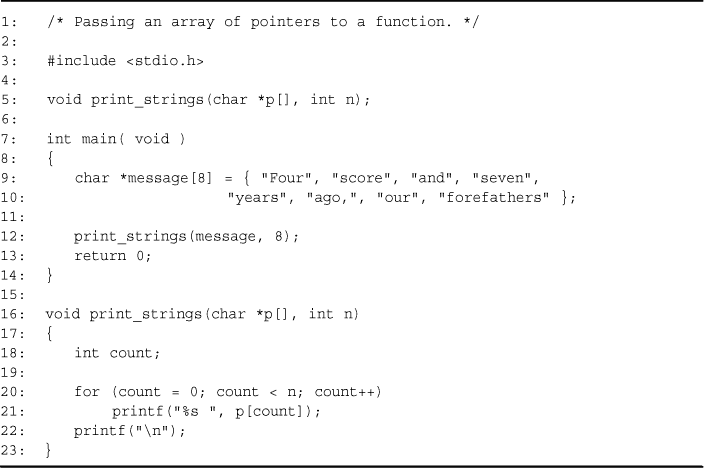 1:   /* Passing an array of pointers to a function. */
2:
3:   #include <stdio.h>
4:
5:   void print_strings(char *p[], int n);
6:
7:   int main( void )
8:   {
9:      char *message[8] = { "Four", "score", "and", "seven",
10:                     "years", "ago,", "our", "forefathers" };
11:
12:     print_strings(message, 8);
13:     return 0;
14:  }
15:
16:  void print_strings(char *p[], int n)
17:  {
18:     int count;
19:
20:     for (count = 0; count < n; count++)
21:         printf("%s ", p[count]);
22:     printf("\n");
23:  }